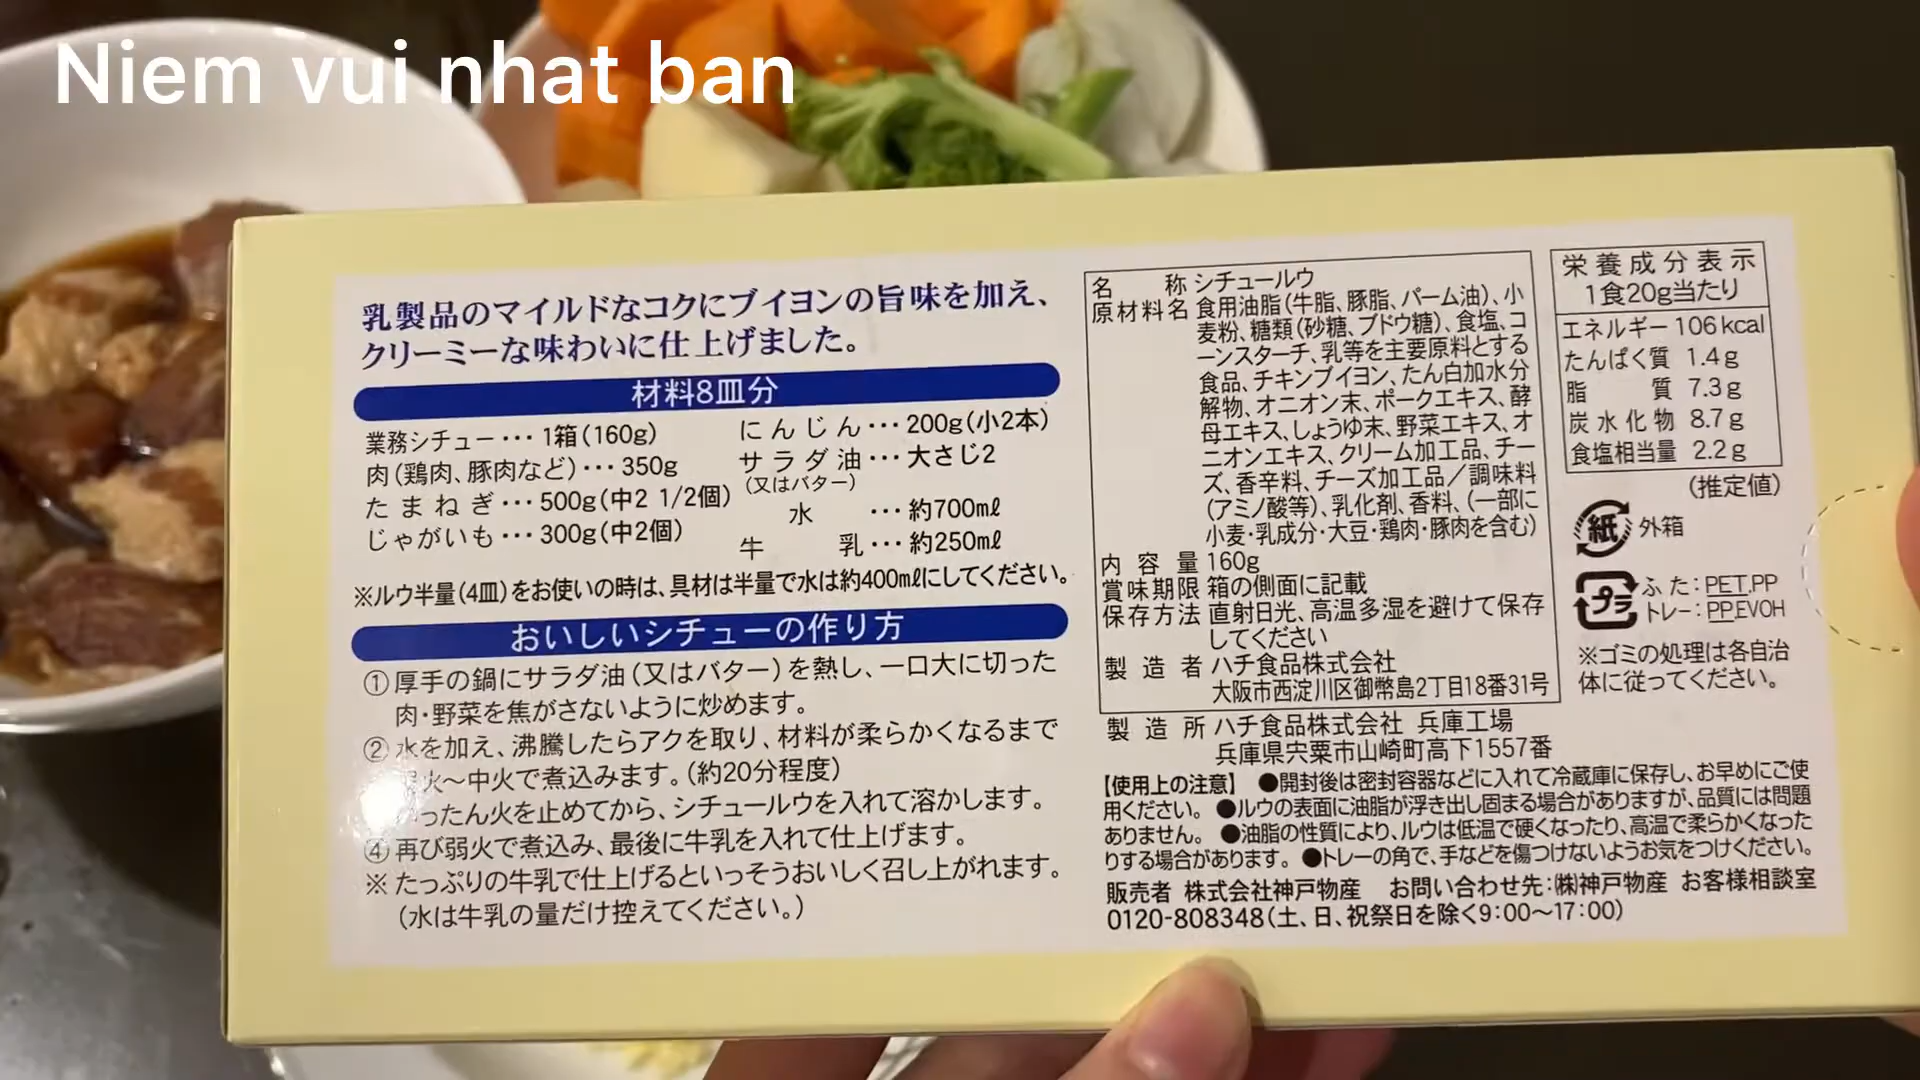 Niem vui nhat ban
乳製品のマイルドなコクにブイヨンの旨味を加え、
クリーミーな味わいに仕上げました。
材料8皿分
業務シチュー・・・1箱(160g)
肉(鶏肉、豚肉など)・・・350g
たまねぎ・・・500g(中2 1/2個)
じゃがいも・・・300g(中2個)
にんじん・・・200g(小2本)
サラダ油・・・大さじ2
(又はバター)
水・・・約700mℓ
牛乳・・・約250mℓ
※ルウ半量(4皿)をお使いの時は、具材は半量で水は約400mℓにしてください。
おいしいシチューの作り方
①厚手の鍋にサラダ油(又はバター)を熱し、一口大に切った
肉・野菜を焦がさないように炒めます。
②水を加え、沸騰したらアクを取り、材料が柔らかくなるまで
弱火〜中火で煮込みます。(約20分程度)
ったん火を止めてから、シチュールウを入れて溶かします。
④再び弱火で煮込み、最後に牛乳を入れて仕上げます。
※たっぷりの牛乳で仕上げるといっそうおいしく召し上がれます。
(水は牛乳の量だけ控えてください。)
名称 シチュールウ
原材料名 食用油脂(牛脂、豚脂、パーム油)、小
麦粉、糖類(砂糖、ブドウ糖)、食塩、コ
ーンスターチ、乳等を主要原料とする
食品、チキンブイヨン、たん白加水分
解物、オニオン末、ポークエキス、酵
母エキス、しょうゆ末、野菜エキス、オ
ニオンエキス、クリーム加工品、チー
ズ、香辛料、チーズ加工品／調味料
(アミノ酸等)、乳化剤、香料、(一部に
小麦・乳成分・大豆・鶏肉・豚肉を含む)
内容量 160g
賞味期限 箱の側面に記載
保存方法 直射日光、高温多湿を避けて保存
してください
製造者 ハチ食品株式会社
大阪市西淀川区御幣島2丁目18番31号
製造所 ハチ食品株式会社 兵庫工場
兵庫県宍粟市山崎町高下1557番
栄養成分表示
1食20g当たり
エネルギー 106kcal
たんぱく質 1.4g
脂質 7.3g
炭水化物 8.7g
食塩相当量 2.2g
(推定値)
紙 外箱
プラ ふた:PET,PP
トレー:PP,EVOH
※ゴミの処理は各自治
体に従ってください。
【使用上の注意】 ●開封後は密封容器などに入れて冷蔵庫に保存し、お早めにご使
用ください。 ●ルウの表面に油脂が浮き出し固まる場合がありますが、品質には問題
ありません。 ●油脂の性質により、ルウは低温で硬くなったり、高温で柔らかくなった
りする場合があります。 ●トレーの角で、手などを傷つけないようお気をつけください。
販売者 株式会社神戸物産 お問い合わせ先:㈱神戸物産 お客様相談室
0120-808348(土、日、祝祭日を除く9:00〜17:00)